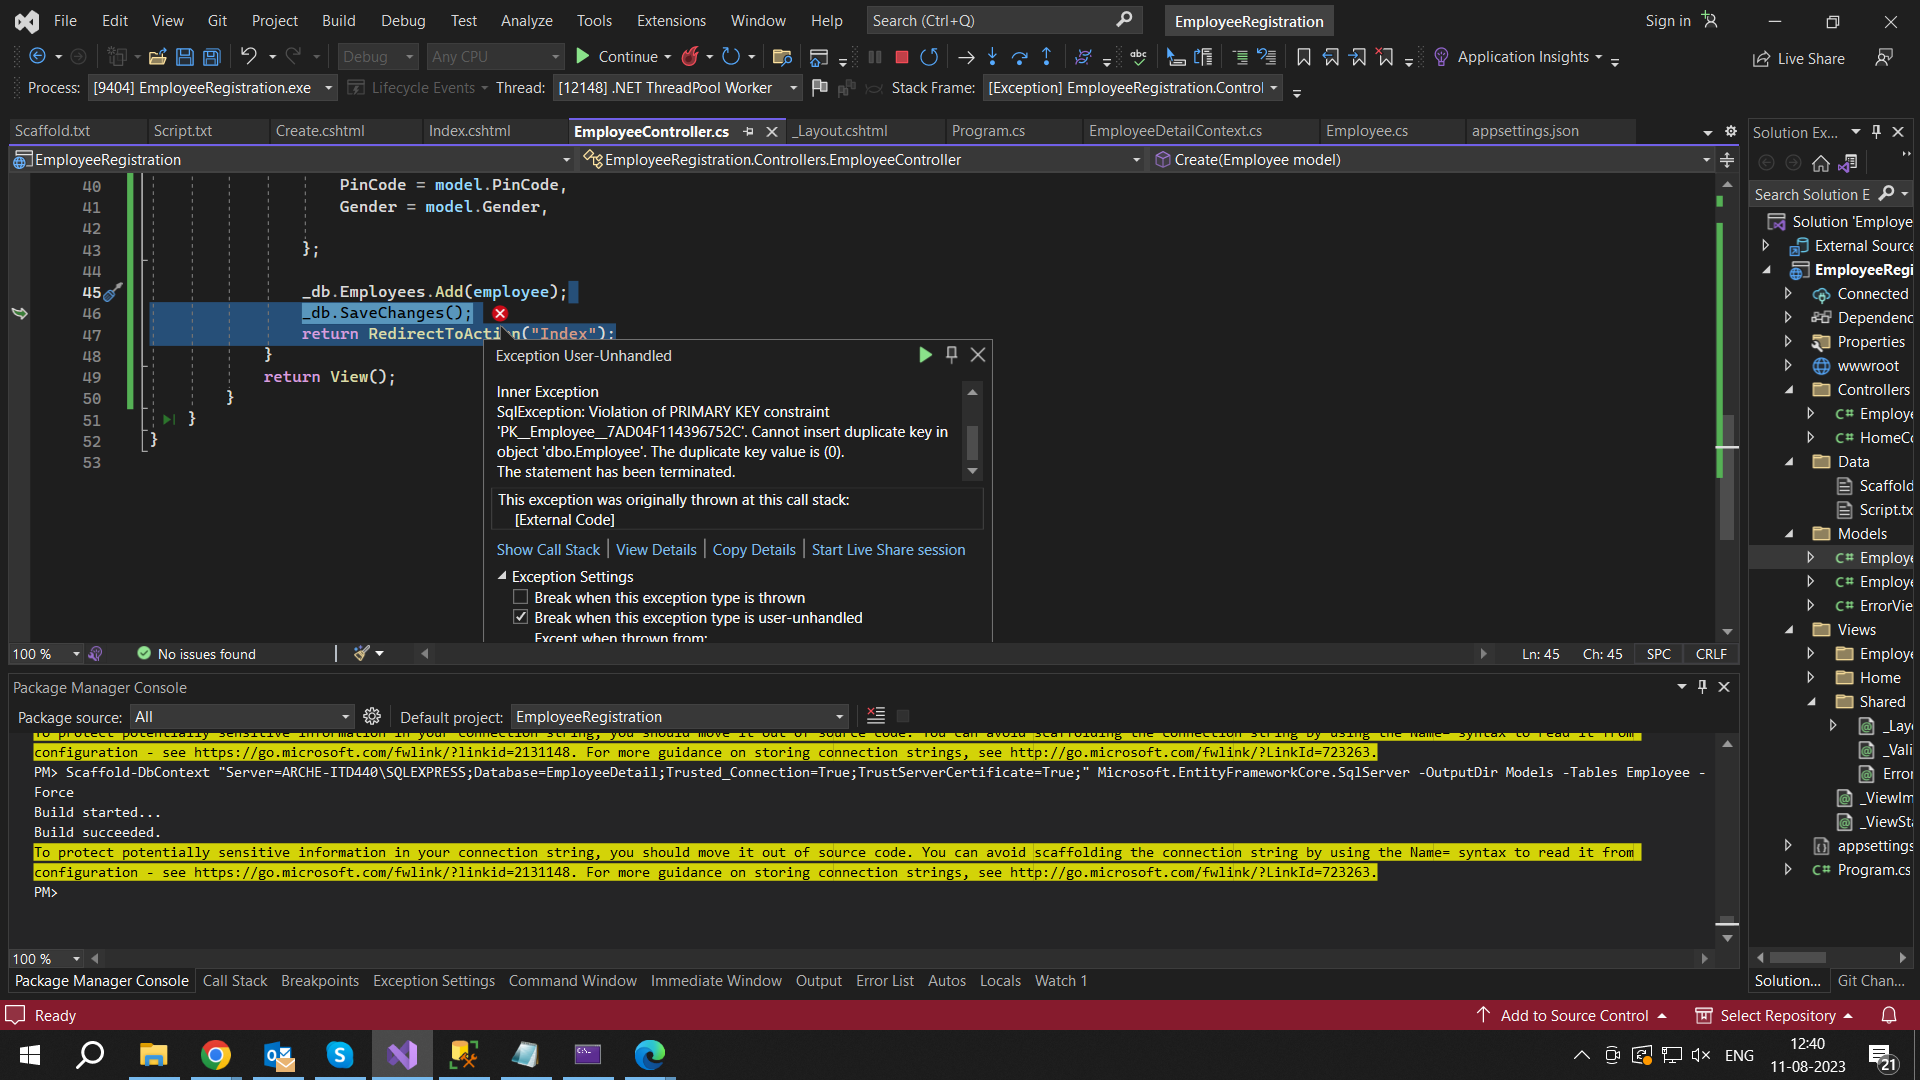 File Edit View Git Project Build Debug Test Analyze Tools Extensions Window Help Search (Ctrl+Q) EmployeeRegistration Sign in
Debug Any CPU Continue Application Insights Live Share
Process: [9404] EmployeeRegistration.exe Lifecycle Events Thread: [12148] .NET ThreadPool Worker Stack Frame: [Exception] EmployeeRegistration.Control
Scaffold.txt Script.txt Create.cshtml Index.cshtml EmployeeController.cs _Layout.cshtml Program.cs EmployeeDetailContext.cs Employee.cs appsettings.json
EmployeeRegistration EmployeeRegistration.Controllers.EmployeeController Create(Employee model)
40 PinCode = model.PinCode,
41 Gender = model.Gender,
42
43 };
44
45 _db.Employees.Add(employee);
46 _db.SaveChanges();
47 return RedirectToAction("Index");
48 }
49 return View();
50 }
51 }
52 }
53
Exception User-Unhandled
Inner Exception
SqlException: Violation of PRIMARY KEY constraint
'PK__Employee__7AD04F114396752C'. Cannot insert duplicate key in
object 'dbo.Employee'. The duplicate key value is (0).
The statement has been terminated.
This exception was originally thrown at this call stack:
[External Code]
Show Call Stack | View Details | Copy Details | Start Live Share session
Exception Settings
Break when this exception type is thrown
Break when this exception type is user-unhandled
Except when thrown from:
100 % No issues found Ln: 45 Ch: 45 SPC CRLF
Package Manager Console
Package source: All Default project: EmployeeRegistration
To protect potentially sensitive information in your connection string, you should move it out of source code. You can avoid scaffolding the connection string by using the Name= syntax to read it from
configuration - see https://go.microsoft.com/fwlink/?linkid=2131148. For more guidance on storing connection strings, see http://go.microsoft.com/fwlink/?LinkId=723263.
PM> Scaffold-DbContext "Server=ARCHE-ITD440\SQLEXPRESS;Database=EmployeeDetail;Trusted_Connection=True;TrustServerCertificate=True;" Microsoft.EntityFrameworkCore.SqlServer -OutputDir Models -Tables Employee -
Force
Build started...
Build succeeded.
To protect potentially sensitive information in your connection string, you should move it out of source code. You can avoid scaffolding the connection string by using the Name= syntax to read it from
configuration - see https://go.microsoft.com/fwlink/?linkid=2131148. For more guidance on storing connection strings, see http://go.microsoft.com/fwlink/?LinkId=723263.
PM>
100 %
Package Manager Console Call Stack Breakpoints Exception Settings Command Window Immediate Window Output Error List Autos Locals Watch 1
Solution Ex...
Search Solution E
Solution 'Employe
External Source
EmployeeRegi
Connected
Dependenc
Properties
wwwroot
Controllers
C# Employe
C# HomeCo
Data
Scaffold
Script.tx
Models
C# Employe
C# Employe
C# ErrorVie
Views
Employe
Home
Shared
_Layo
_Vali
Error
_ViewIm
_ViewSta
appsettings
C# Program.cs
Solution... Git Chan...
Ready Add to Source Control Select Repository
ENG 12:40
11-08-2023 21